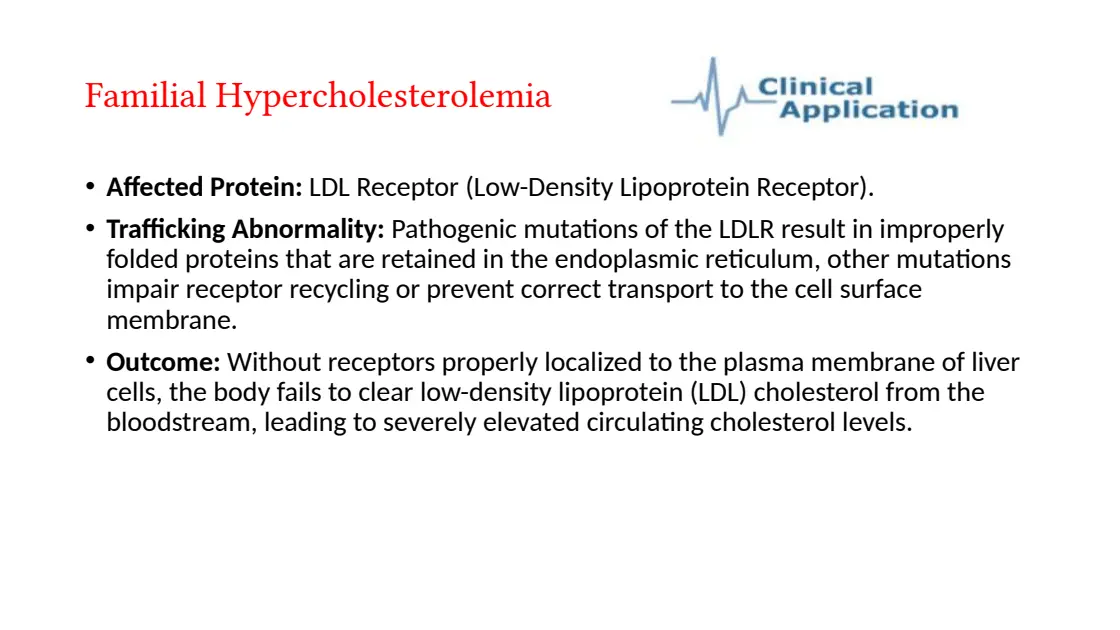 Familial Hypercholesterolemia
Clinical
Application
• Affected Protein: LDL Receptor (Low-Density Lipoprotein Receptor).
• Trafficking Abnormality: Pathogenic mutations of the LDLR result in improperly
folded proteins that are retained in the endoplasmic reticulum, other mutations
impair receptor recycling or prevent correct transport to the cell surface
membrane.
• Outcome: Without receptors properly localized to the plasma membrane of liver
cells, the body fails to clear low-density lipoprotein (LDL) cholesterol from the
bloodstream, leading to severely elevated circulating cholesterol levels.